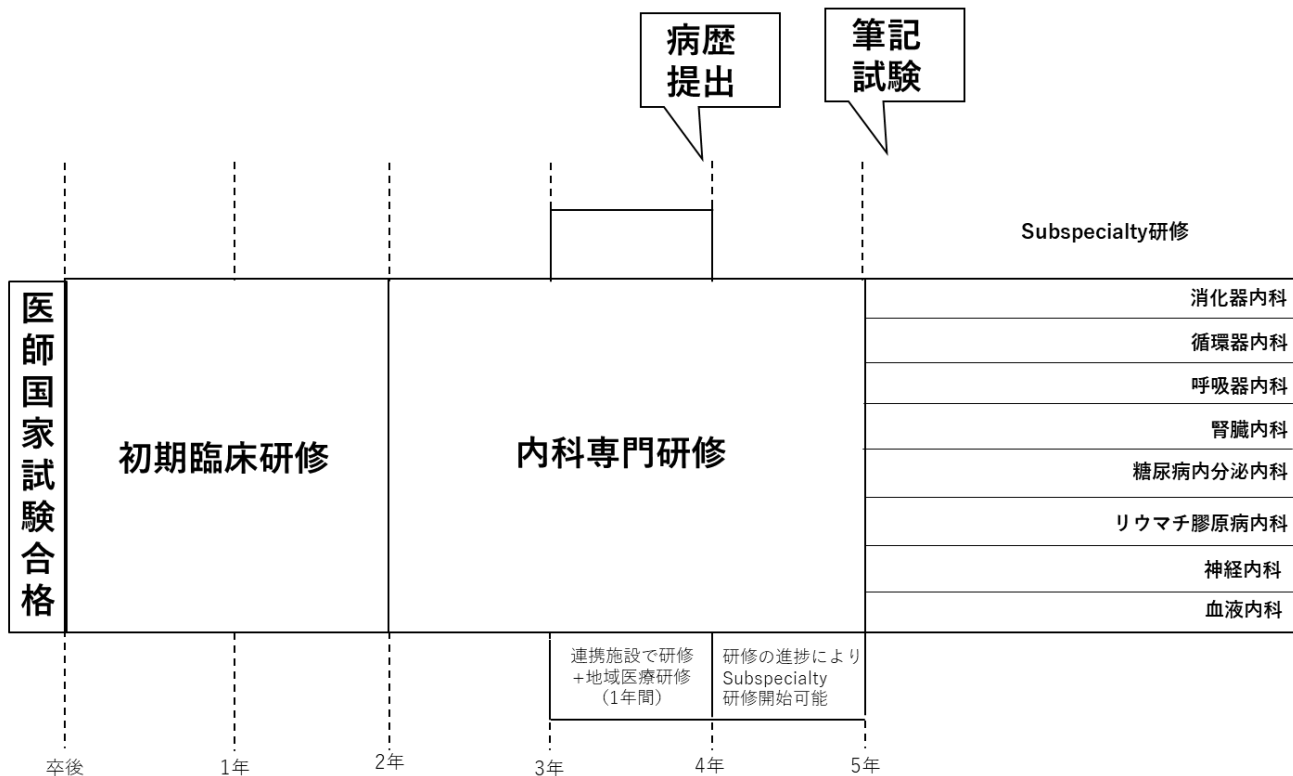 病歴
提出
筆記
試験
Subspecialty研修
医師国家試験合格
初期臨床研修
内科専門研修
消化器内科
循環器内科
呼吸器内科
腎臓内科
糖尿病内分泌内科
リウマチ膠原病内科
神経内科
血液内科
連携施設で研修
+地域医療研修
（1年間）
研修の進捗により
Subspecialty
研修開始可能
卒後
1年
2年
3年
4年
5年